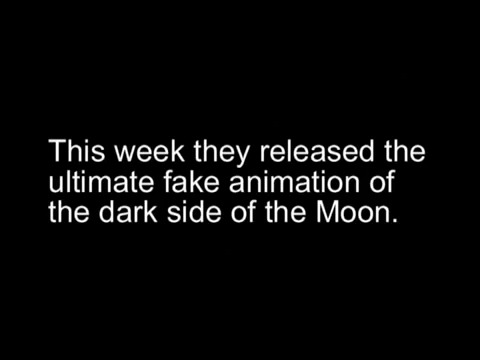 This week they released the
ultimate fake animation of
the dark side of the Moon.